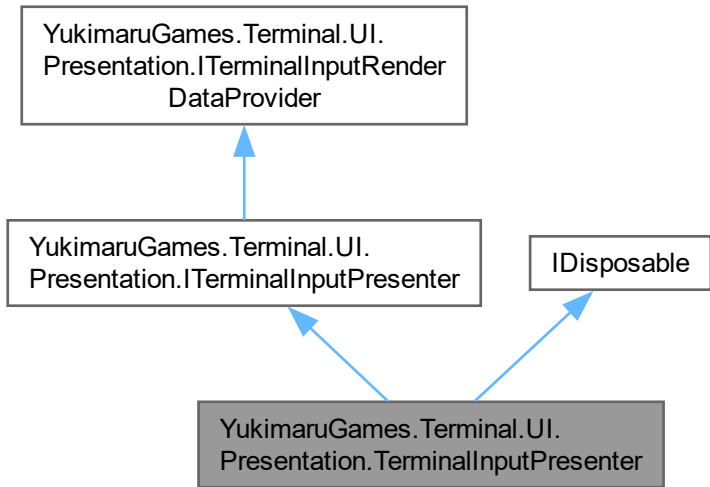 YukimaruGames.Terminal.UI.
Presentation.ITerminalInputRender
DataProvider
YukimaruGames.Terminal.UI.
Presentation.ITerminalInputPresenter
IDisposable
YukimaruGames.Terminal.UI.
Presentation.TerminalInputPresenter